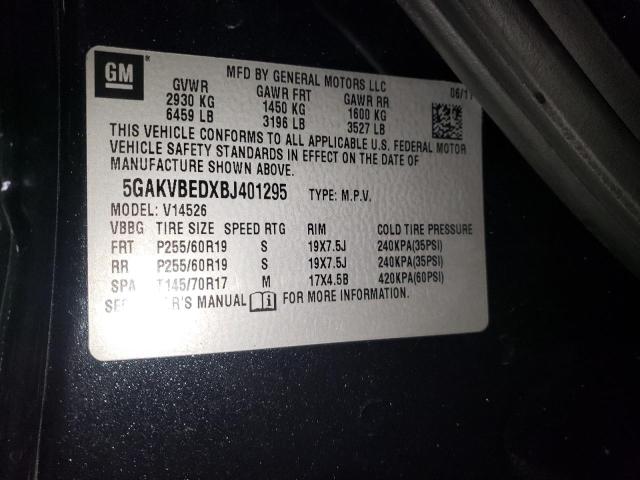 GM
MFD BY GENERAL MOTORS LLC 06/11
GVWR GAWR FRT GAWR RR
2930 KG 1450 KG 1600 KG
6459 LB 3196 LB 3527 LB
THIS VEHICLE CONFORMS TO ALL APPLICABLE U.S. FEDERAL MOTOR
VEHICLE SAFETY STANDARDS IN EFFECT ON THE DATE OF
MANUFACTURE SHOWN ABOVE.
5GAKVBEDXBJ401295 TYPE: M.P.V.
MODEL: V14526
VBBG TIRE SIZE SPEED RTG RIM COLD TIRE PRESSURE
FRT P255/60R19 S 19X7.5J 240KPA(35PSI)
RR P255/60R19 S 19X7.5J 240KPA(35PSI)
SPA T145/70R17 M 17X4.5B 420KPA(60PSI)
MANUAL FOR MORE INFORMATION.